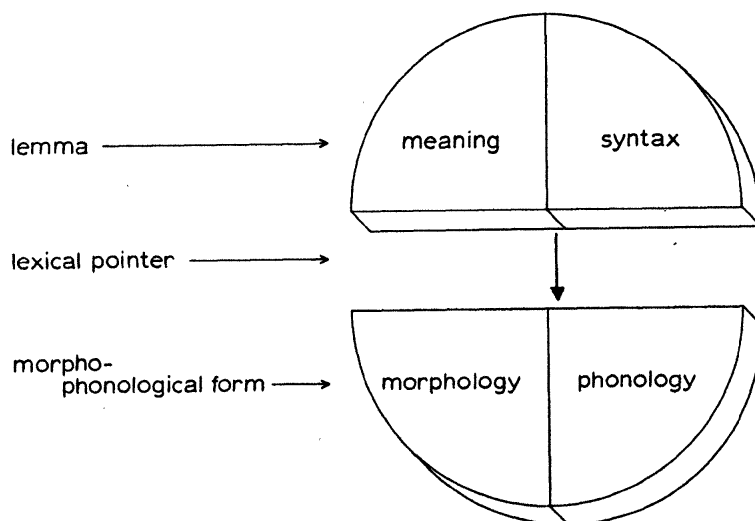 lemma
meaning
syntax
lexical pointer
morpho-
phonological form
morphology
phonology